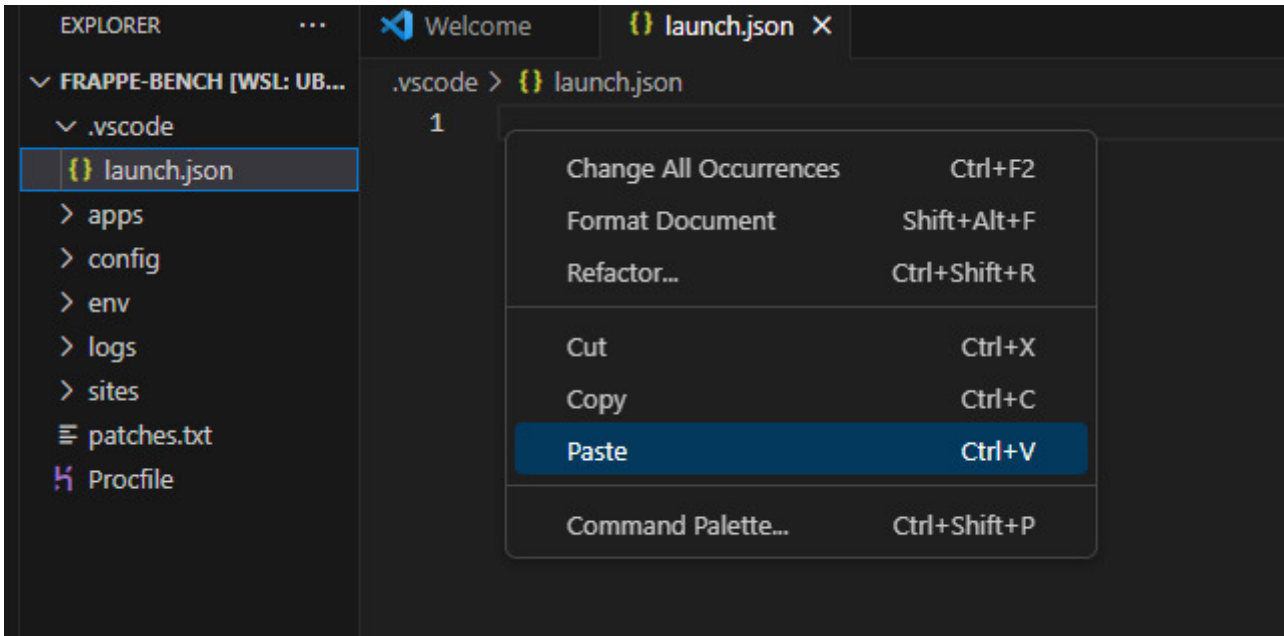 EXPLORER ...
FRAPPE-BENCH [WSL: UB...
.vscode
{} launch.json
apps
config
env
logs
sites
patches.txt
Procfile
Welcome
{} launch.json
.vscode > {} launch.json
1
Change All Occurrences Ctrl+F2
Format Document Shift+Alt+F
Refactor... Ctrl+Shift+R
Cut Ctrl+X
Copy Ctrl+C
Paste Ctrl+V
Command Palette... Ctrl+Shift+P